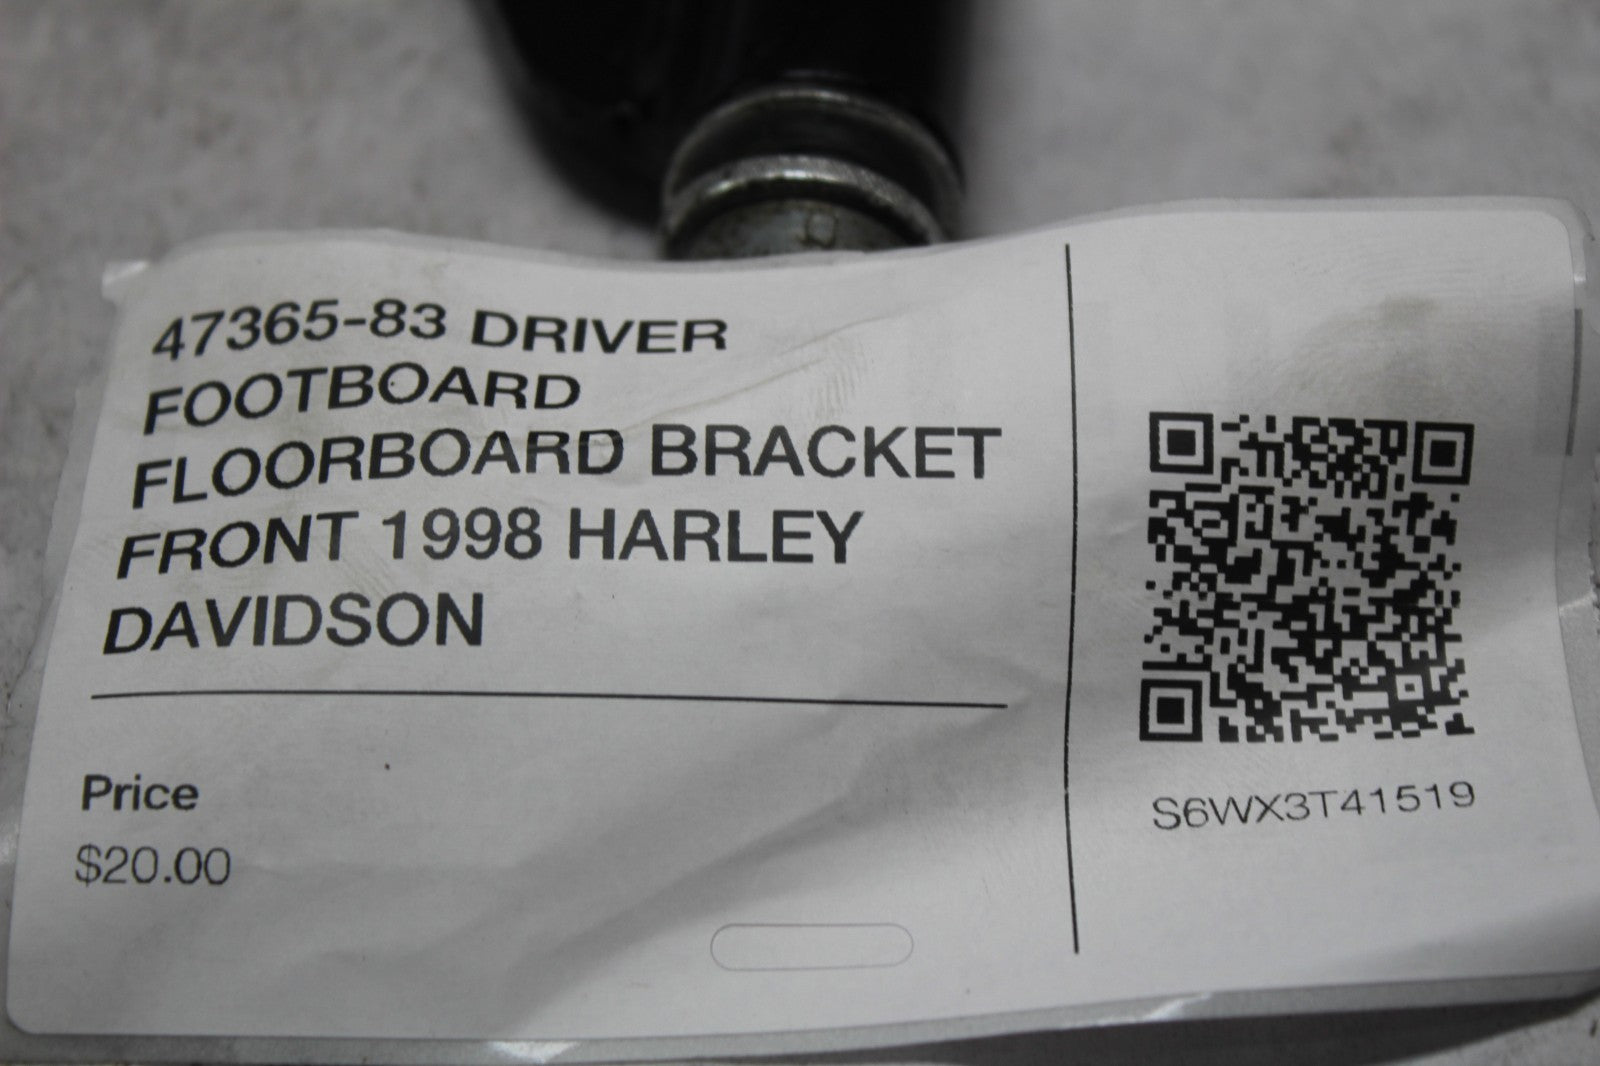 47365-83 DRIVER
FOOTBOARD
FLOORBOARD BRACKET
FRONT 1998 HARLEY
DAVIDSON
Price
$20.00
S6WX3T41519